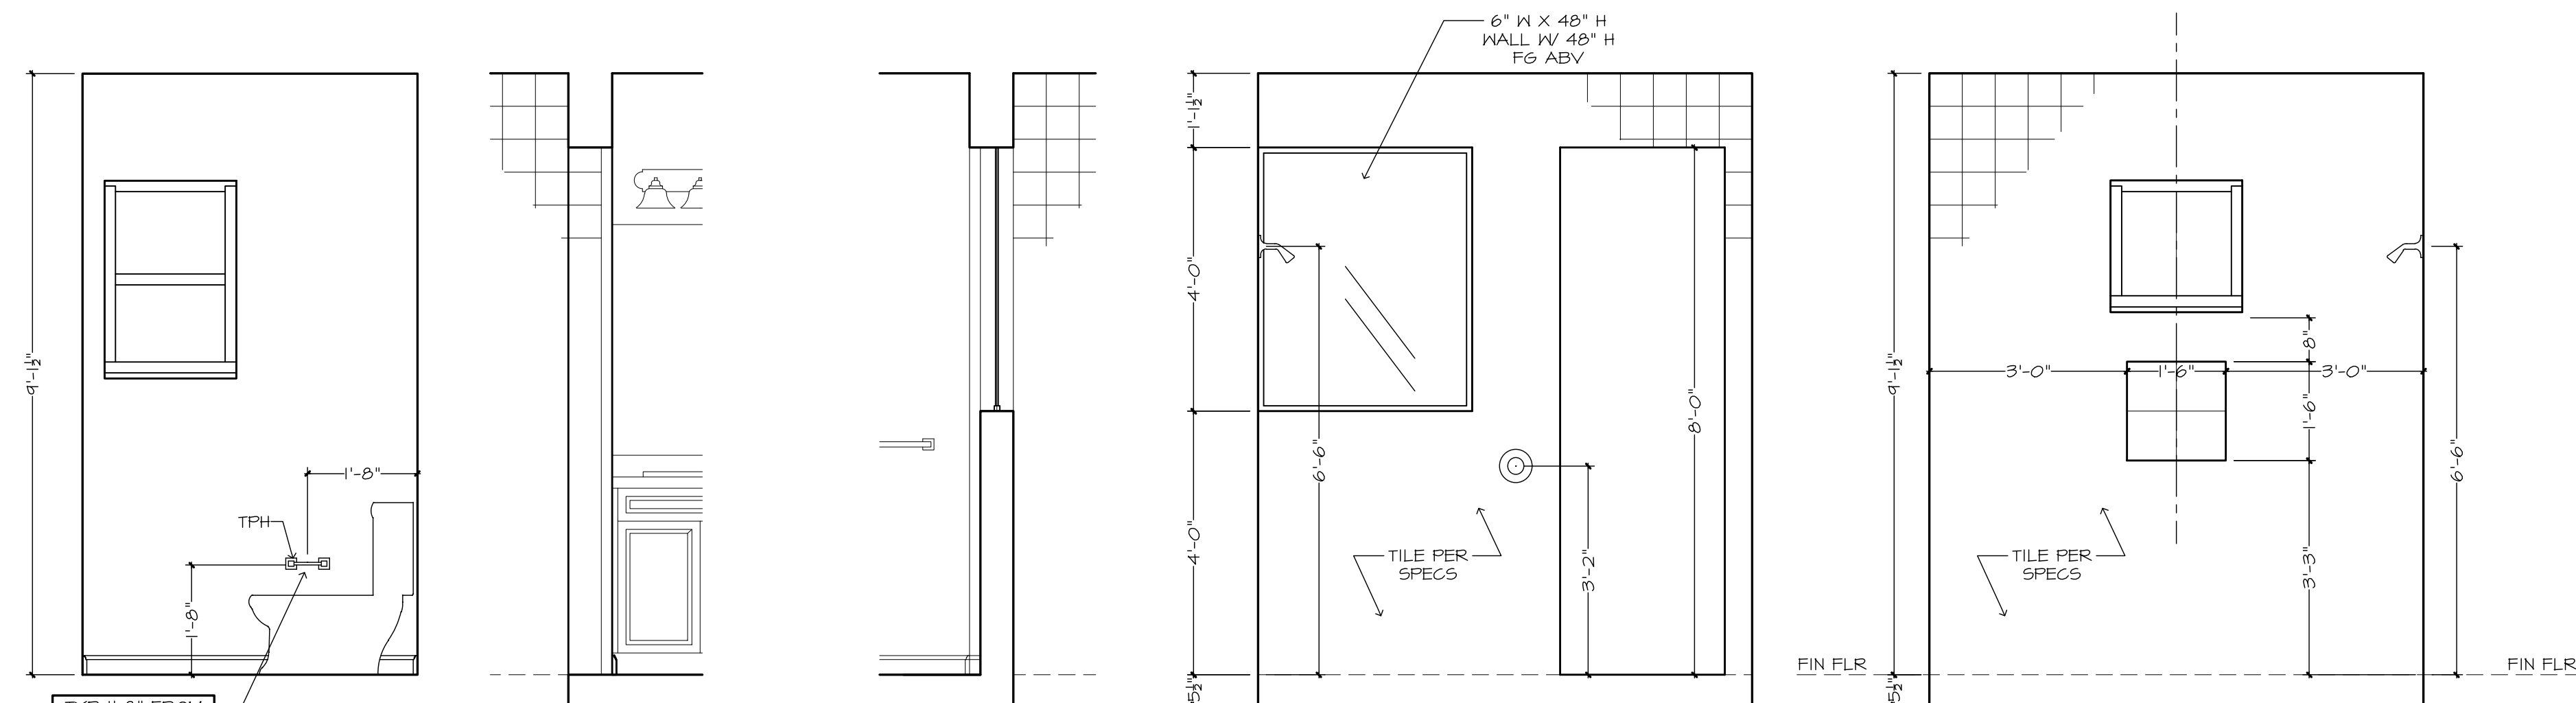 6" W X 48" H
WALL W/ 48" H
FG ABV
9'-1½"
1'-8"
TPH
1'-8"
1'-1½"
4'-0"
6'-6"
8'-0"
4'-0"
3'-2"
TILE PER
SPECS
5½"
9'-1½"
8"
3'-0"
1'-6"
3'-0"
1'-6"
6'-6"
3'-3"
TILE PER
SPECS
FIN FLR
FIN FLR
5½"